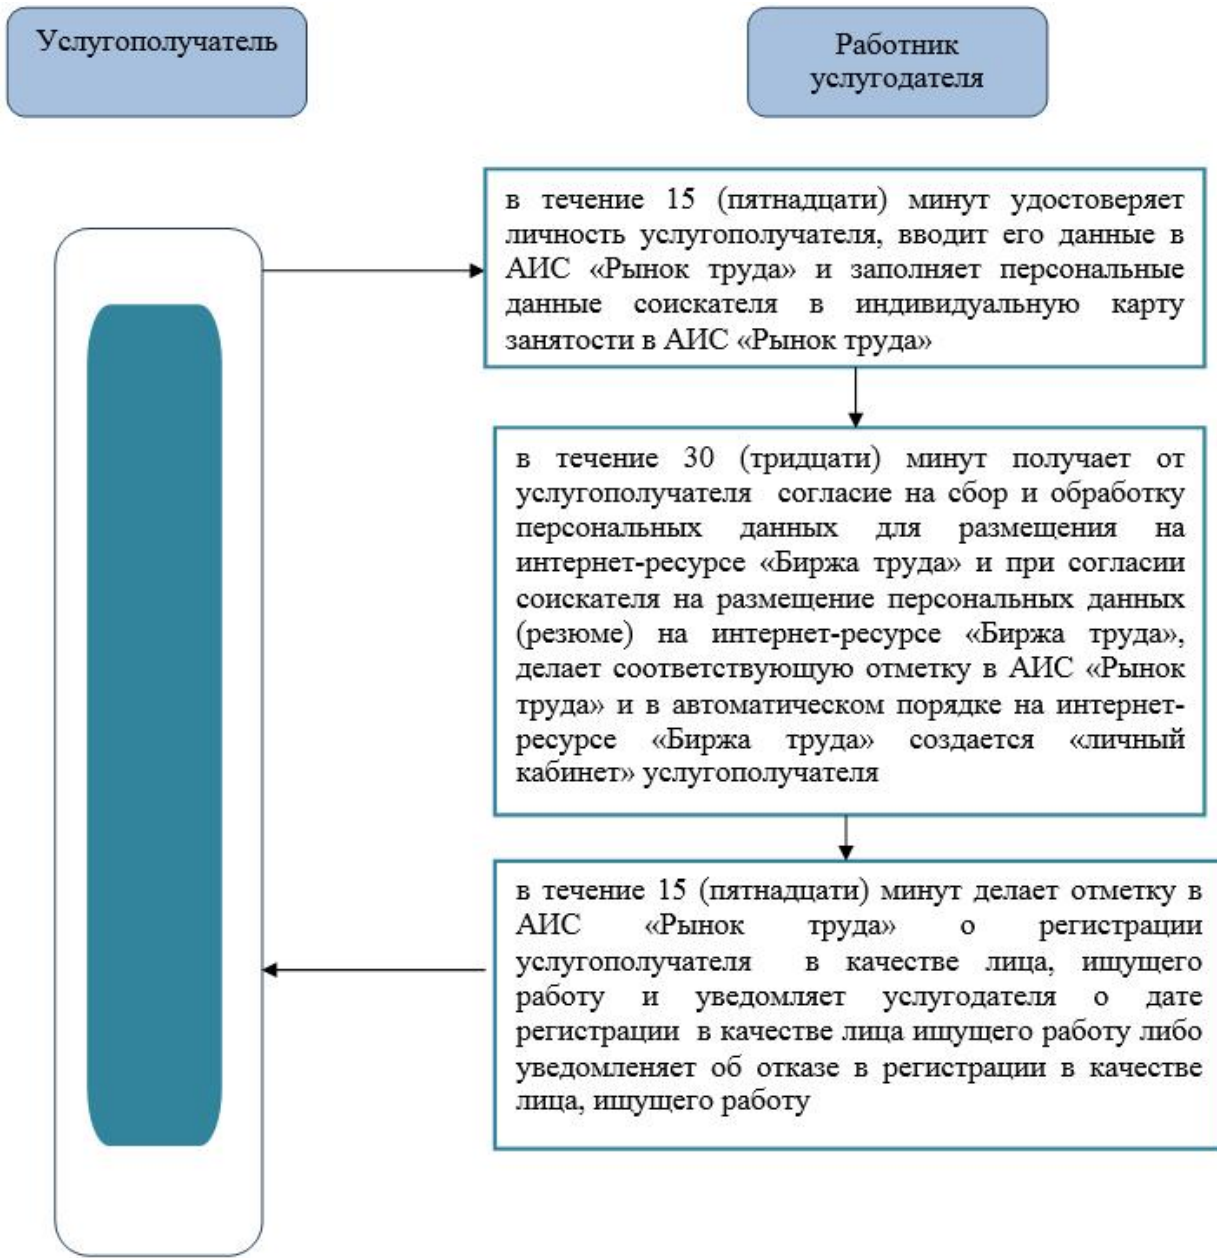 Услугополучатель
Работник
услугодателя
в течение 15 (пятнадцати) минут удостоверяет
личность услугополучателя, вводит его данные в
АИС «Рынок труда» и заполняет персональные
данные соискателя в индивидуальную карту
занятости в АИС «Рынок труда»
в течение 30 (тридцати) минут получает от
услугополучателя согласие на сбор и обработку
персональных данных для размещения на
интернет-ресурсе «Биржа труда» и при согласии
соискателя на размещение персональных данных
(резюме) на интернет-ресурсе «Биржа труда»,
делает соответствующую отметку в АИС «Рынок
труда» и в автоматическом порядке на интернет-
ресурсе «Биржа труда» создается «личный
кабинет» услугополучателя
в течение 15 (пятнадцати) минут делает отметку в
АИС «Рынок труда» о регистрации
услугополучателя в качестве лица, ищущего
работу и уведомляет услугодателя о дате
регистрации в качестве лица ищущего работу либо
уведомленяет об отказе в регистрации в качестве
лица, ищущего работу